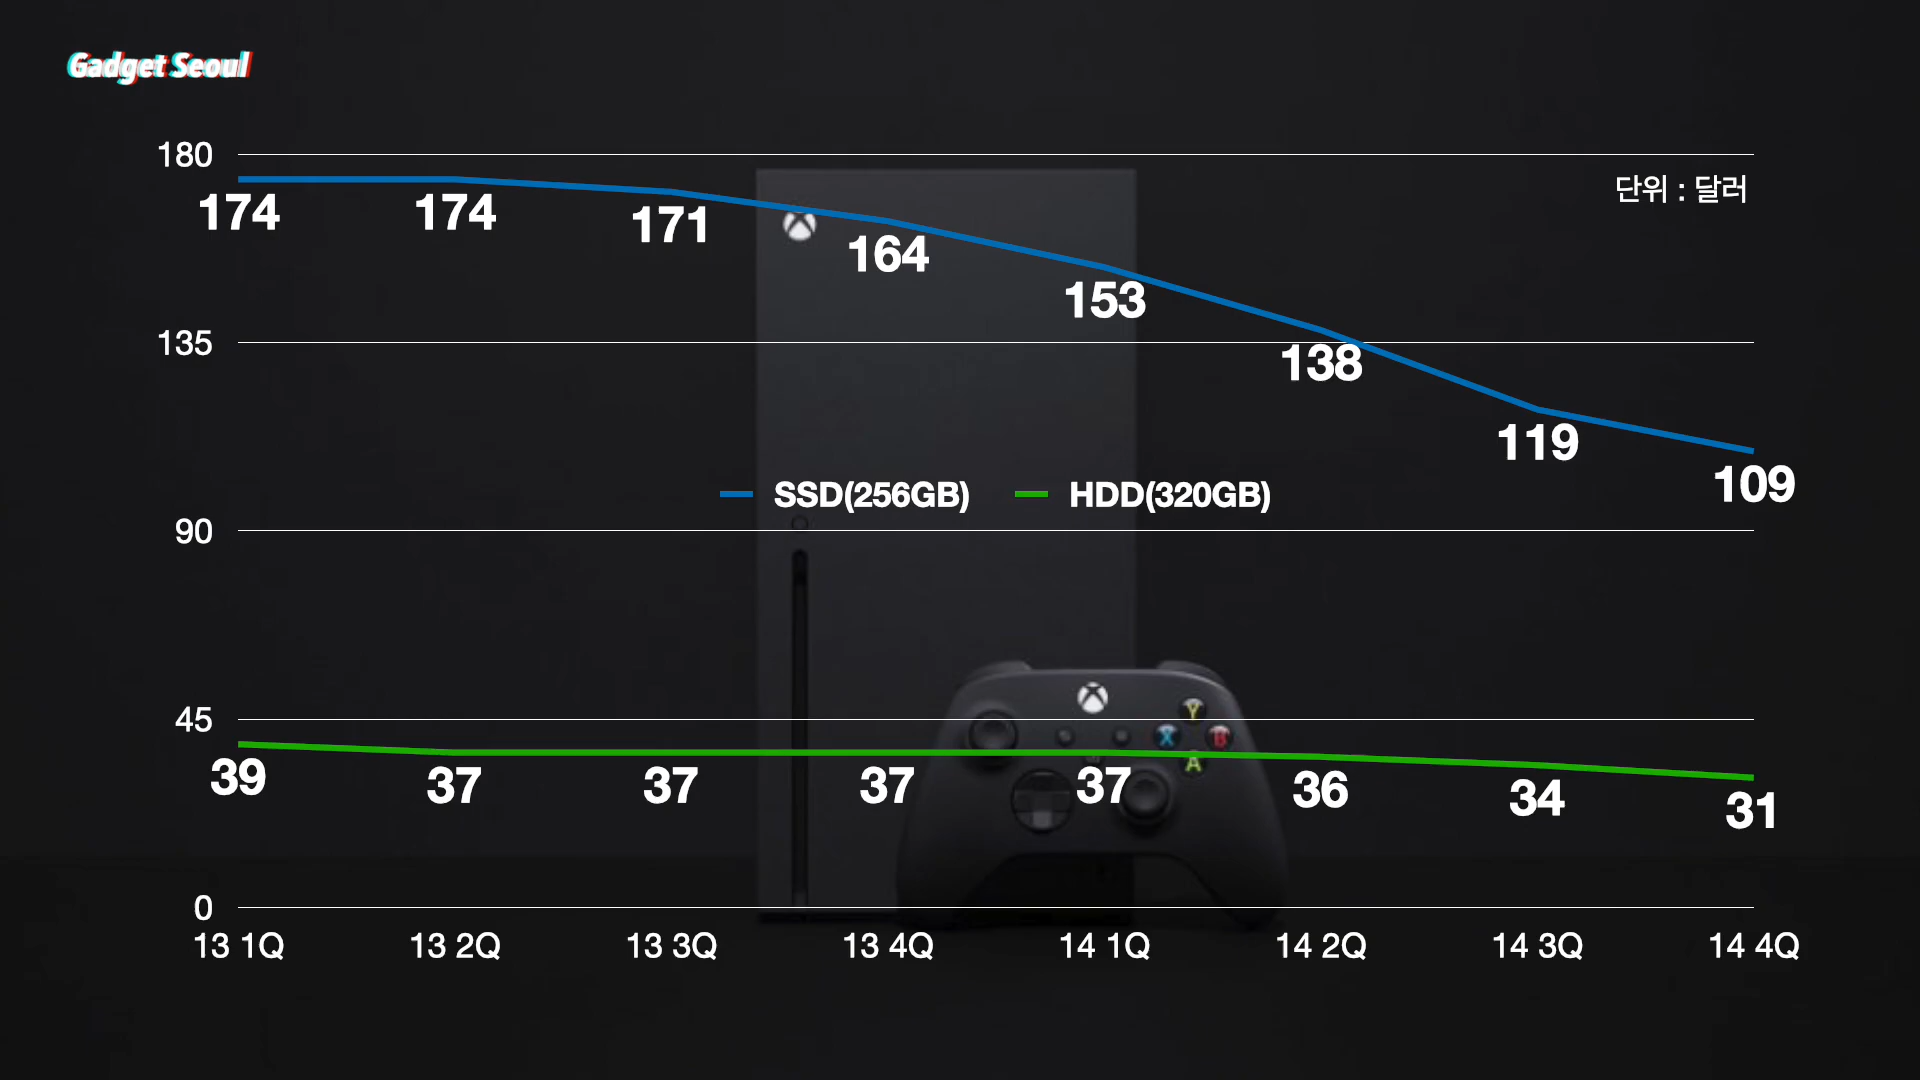 Gadget Seoul
180
단위 : 달러
174 174 171 164 153 138 119 109
135
SSD(256GB) HDD(320GB)
90
45
Y
X B
A
39 37 37 37 37 36 34 31
0
13 1Q 13 2Q 13 3Q 13 4Q 14 1Q 14 2Q 14 3Q 14 4Q